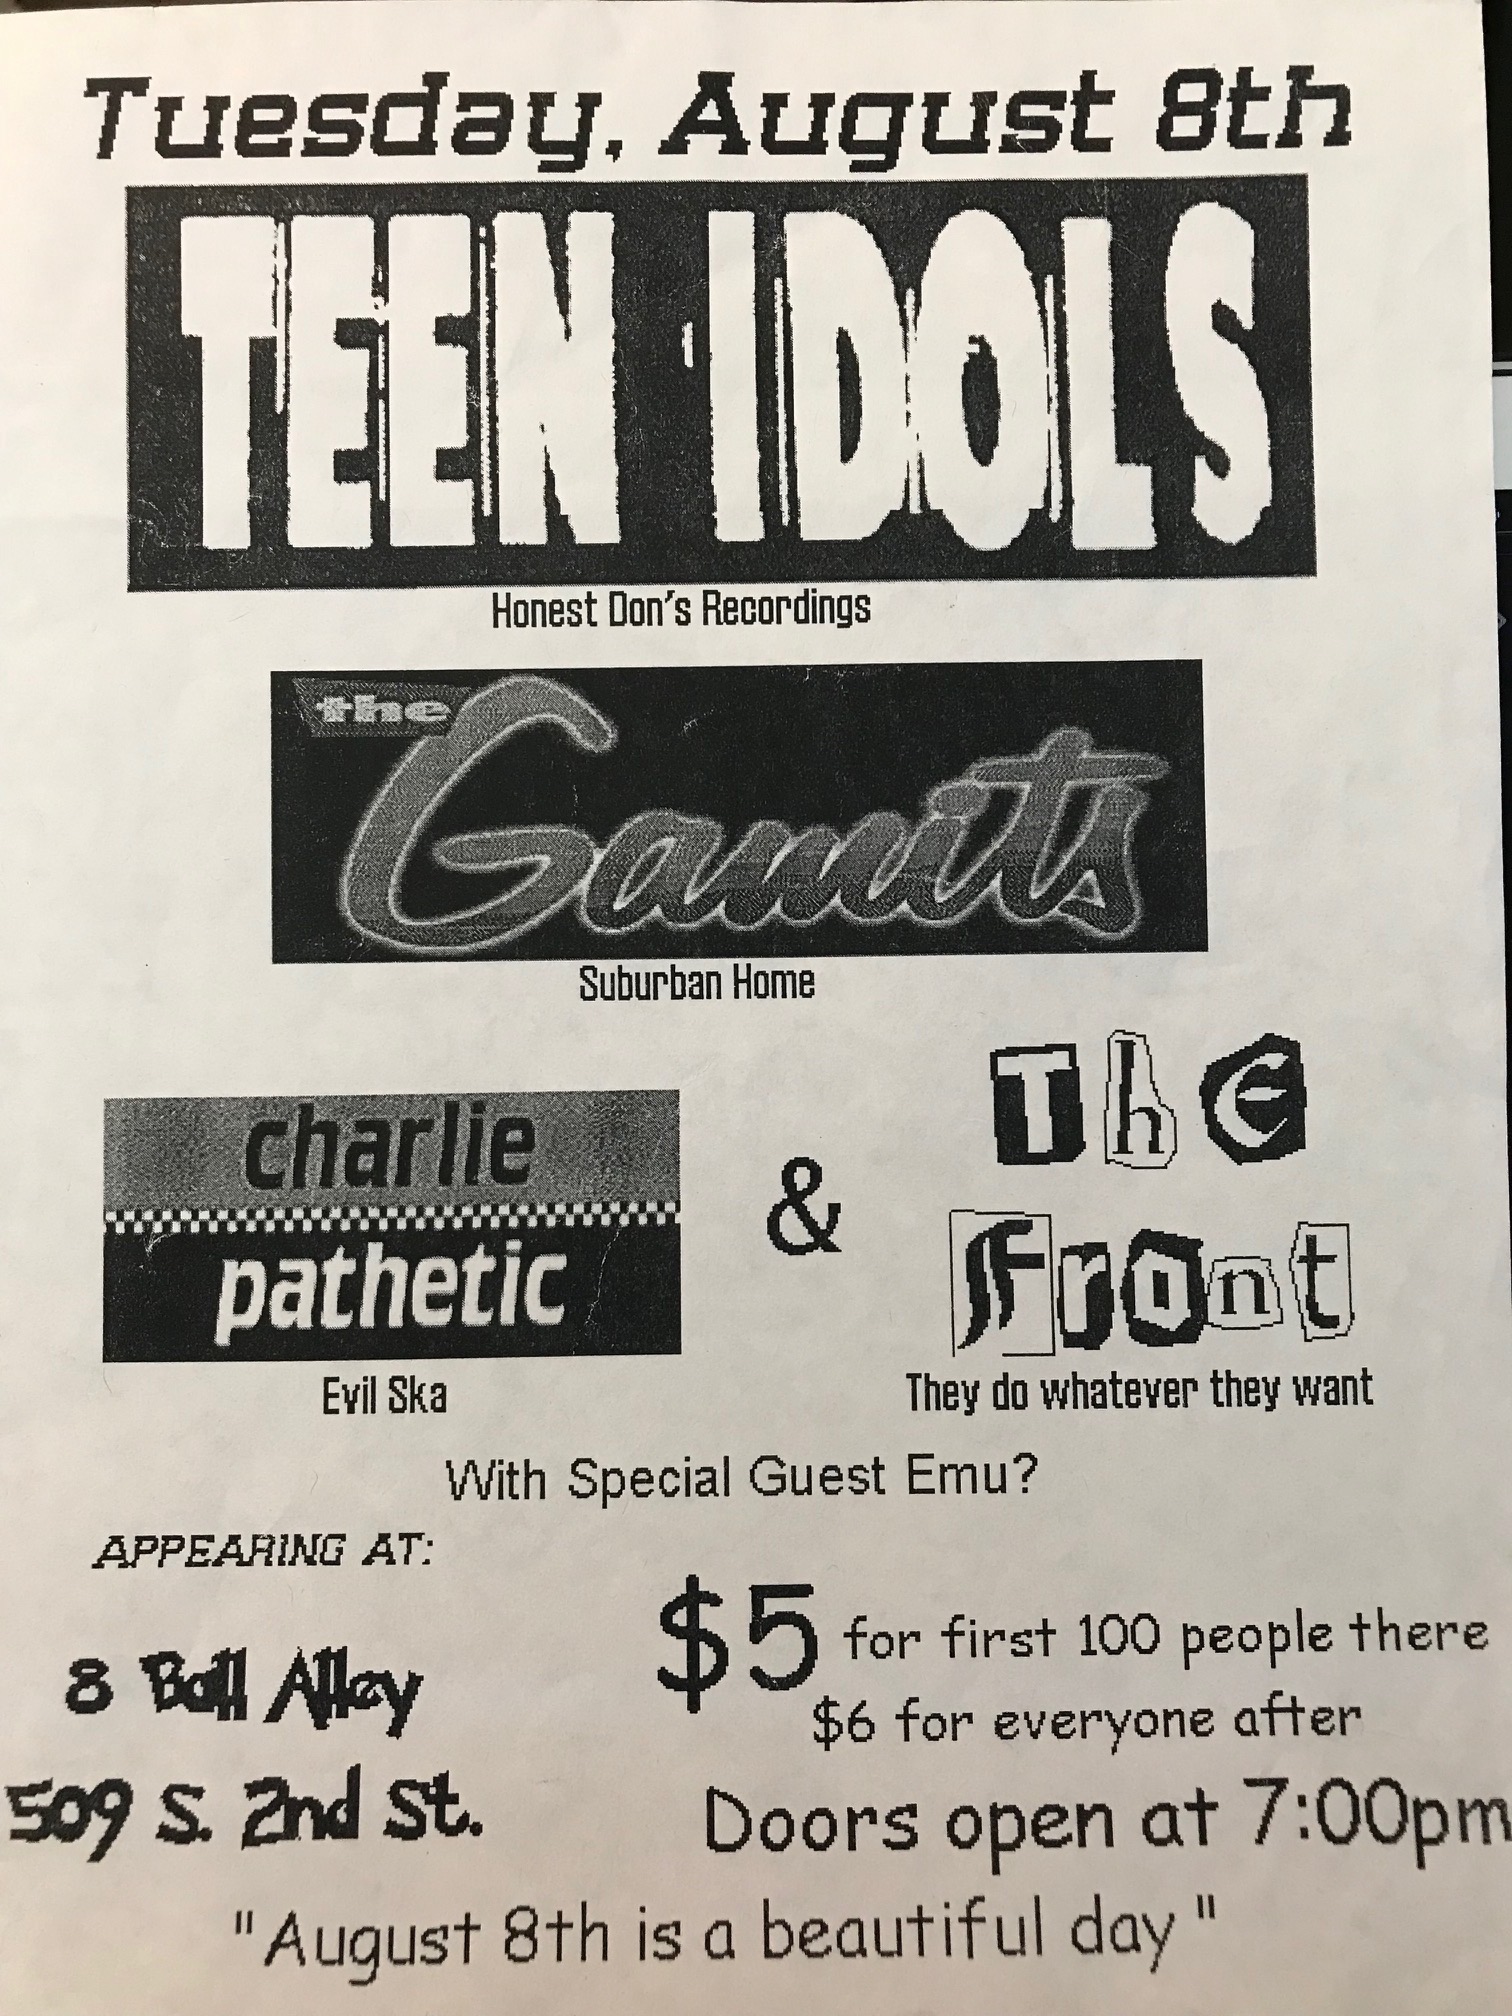 Tuesday, August 8th
TEEN IDOLS
Honest Don's Recordings
the
Gamits
Suburban Home
charlie
pathetic
Evil Ska
&
The
Front
They do whatever they want
With Special Guest Emu?
APPEARING AT:
8 Ball Alley
509 S. 2nd St.
$5 for first 100 people there
$6 for everyone after
Doors open at 7:00pm
"August 8th is a beautiful day"